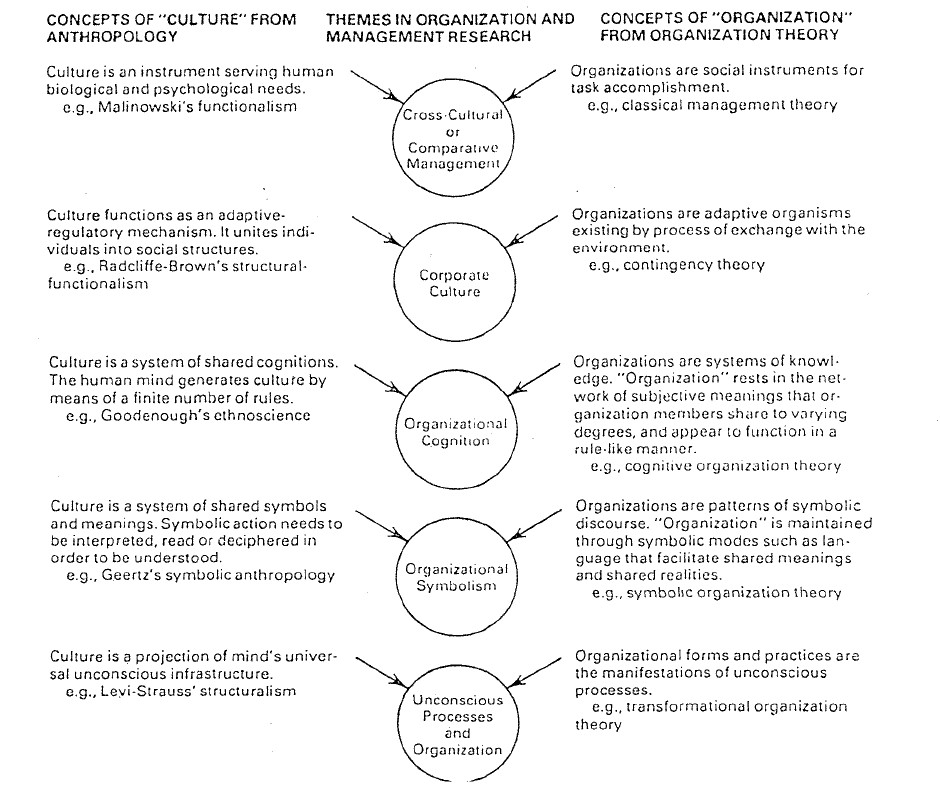 CONCEPTS OF "CULTURE" FROM
ANTHROPOLOGY
THEMES IN ORGANIZATION AND
MANAGEMENT RESEARCH
CONCEPTS OF "ORGANIZATION"
FROM ORGANIZATION THEORY
Culture is an instrument serving human
biological and psychological needs.
e.g., Malinowski's functionalism
Cross-Cultural
or
Comparative
Management
Organizations are social instruments for
task accomplishment.
e.g., classical management theory
Culture functions as an adaptive-
regulatory mechanism. It unites indi-
viduals into social structures.
e.g., Radcliffe-Brown's structural-
functionalism
Corporate
Culture
Organizations are adaptive organisms
existing by process of exchange with the
environment.
e.g., contingency theory
Culture is a system of shared cognitions.
The human mind generates culture by
means of a finite number of rules.
e.g., Goodenough's ethnoscience
Organizational
Cognition
Organizations are systems of knowl-
edge. "Organization" rests in the net-
work of subjective meanings that or-
ganization members share to varying
degrees, and appear to function in a
rule-like manner.
e.g., cognitive organization theory
Culture is a system of shared symbols
and meanings. Symbolic action needs to
be interpreted, read or deciphered in
order to be understood.
e.g., Geertz's symbolic anthropology
Organizational
Symbolism
Organizations are patterns of symbolic
discourse. "Organization" is maintained
through symbolic modes such as lan-
guage that facilitate shared meanings
and shared realities.
e.g., symbolic organization theory
Culture is a projection of mind's univer-
sal unconscious infrastructure.
e.g., Levi-Strauss' structuralism
Unconscious
Processes
and
Organization
Organizational forms and practices are
the manifestations of unconscious
processes.
e.g., transformational organization
theory